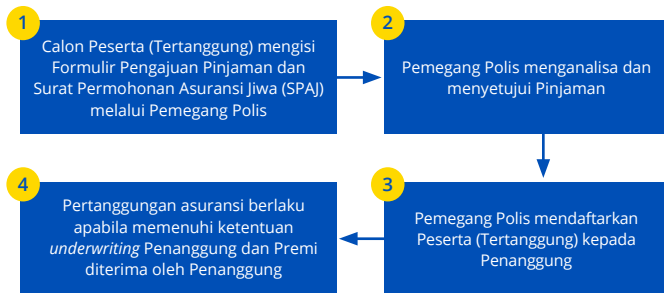 1
Calon Peserta (Tertanggung) mengisi
Formulir Pengajuan Pinjaman dan
Surat Permohonan Asuransi Jiwa (SPAJ)
melalui Pemegang Polis
2
Pemegang Polis menganalisa dan
menyetujui Pinjaman
3
Pemegang Polis mendaftarkan
Peserta (Tertanggung) kepada
Penanggung
4
Pertanggungan asuransi berlaku
apabila memenuhi ketentuan
underwriting Penanggung dan Premi
diterima oleh Penanggung